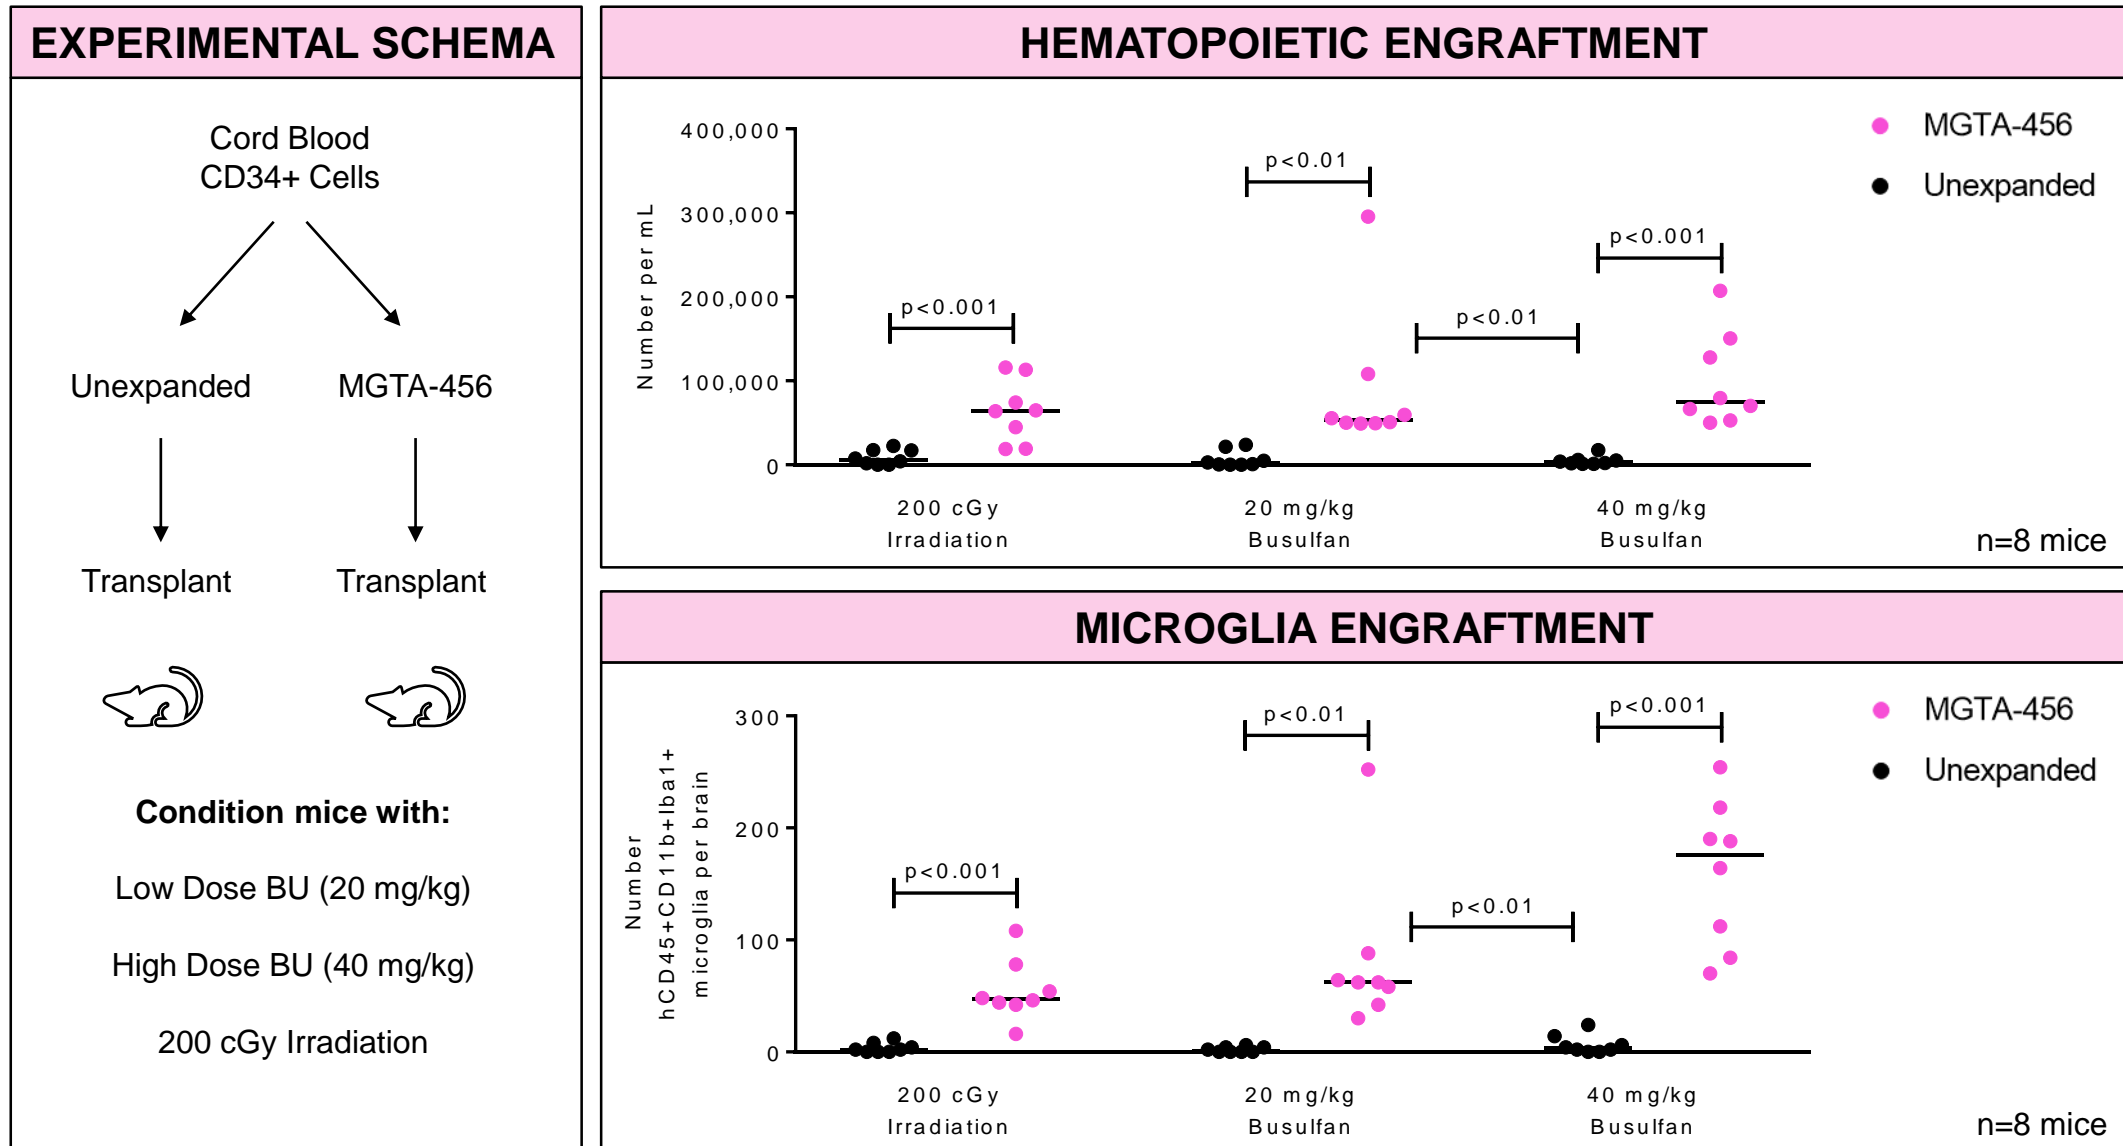 EXPERIMENTAL SCHEMA
Cord Blood
CD34+ Cells
Unexpanded
MGTA-456
Transplant
Transplant
Condition mice with:
Low Dose BU (20 mg/kg)
High Dose BU (40 mg/kg)
200 cGy Irradiation
HEMATOPOIETIC ENGRAFTMENT
Number per mL
400,000
300,000
200,000
100,000
0
p<0.001
p<0.01
p<0.01
p<0.001
200 cGy
Irradiation
20 mg/kg
Busulfan
40 mg/kg
Busulfan
MGTA-456
Unexpanded
n=8 mice
MICROGLIA ENGRAFTMENT
Number
hCD45+CD11b+Iba1+
microglia per brain
300
200
100
0
p<0.001
p<0.01
p<0.01
p<0.001
200 cGy
Irradiation
20 mg/kg
Busulfan
40 mg/kg
Busulfan
MGTA-456
Unexpanded
n=8 mice